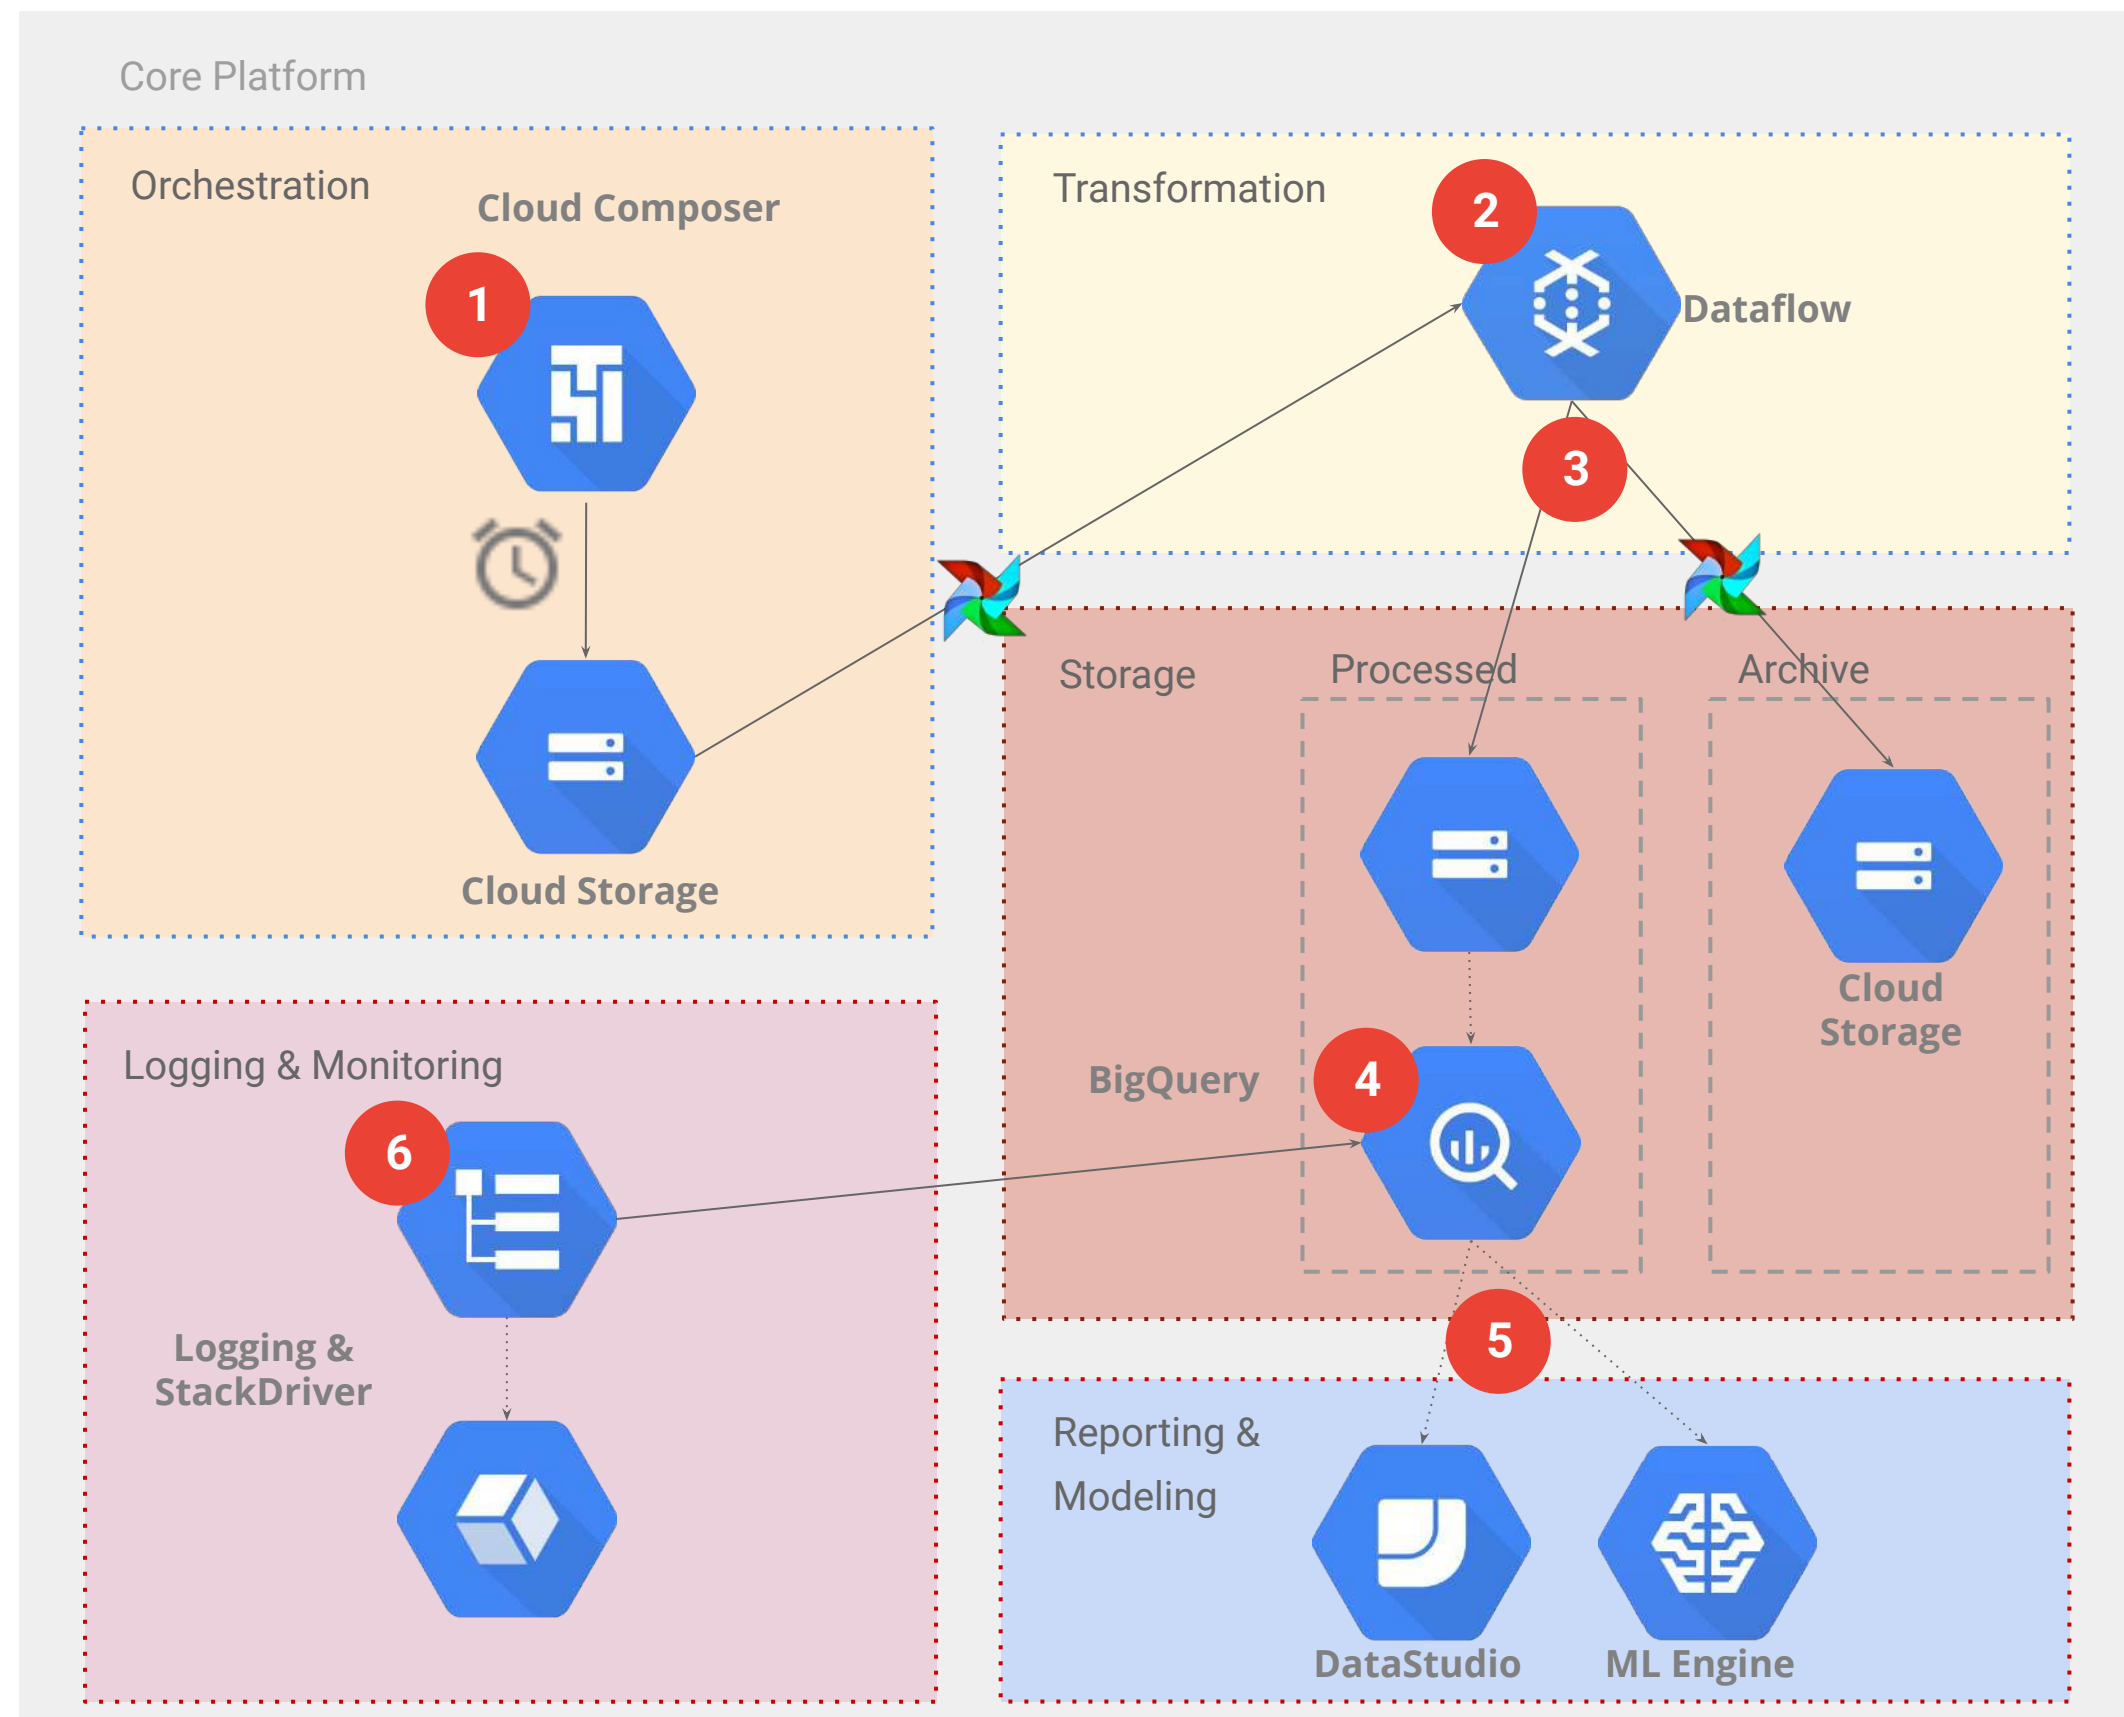 Core Platform
Orchestration
Cloud Composer
1
Cloud Storage
Transformation
2
Dataflow
3
Storage
Processed
Archive
Cloud
Storage
BigQuery
4
Logging & Monitoring
6
Logging &
StackDriver
5
Reporting &
Modeling
DataStudio
ML Engine